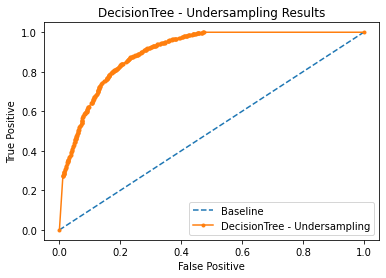 DecisionTree - Undersampling Results
True Positive
1.0
0.8
0.6
0.4
0.2
0.0
Baseline
DecisionTree - Undersampling
0.0 0.2 0.4 0.6 0.8 1.0
False Positive